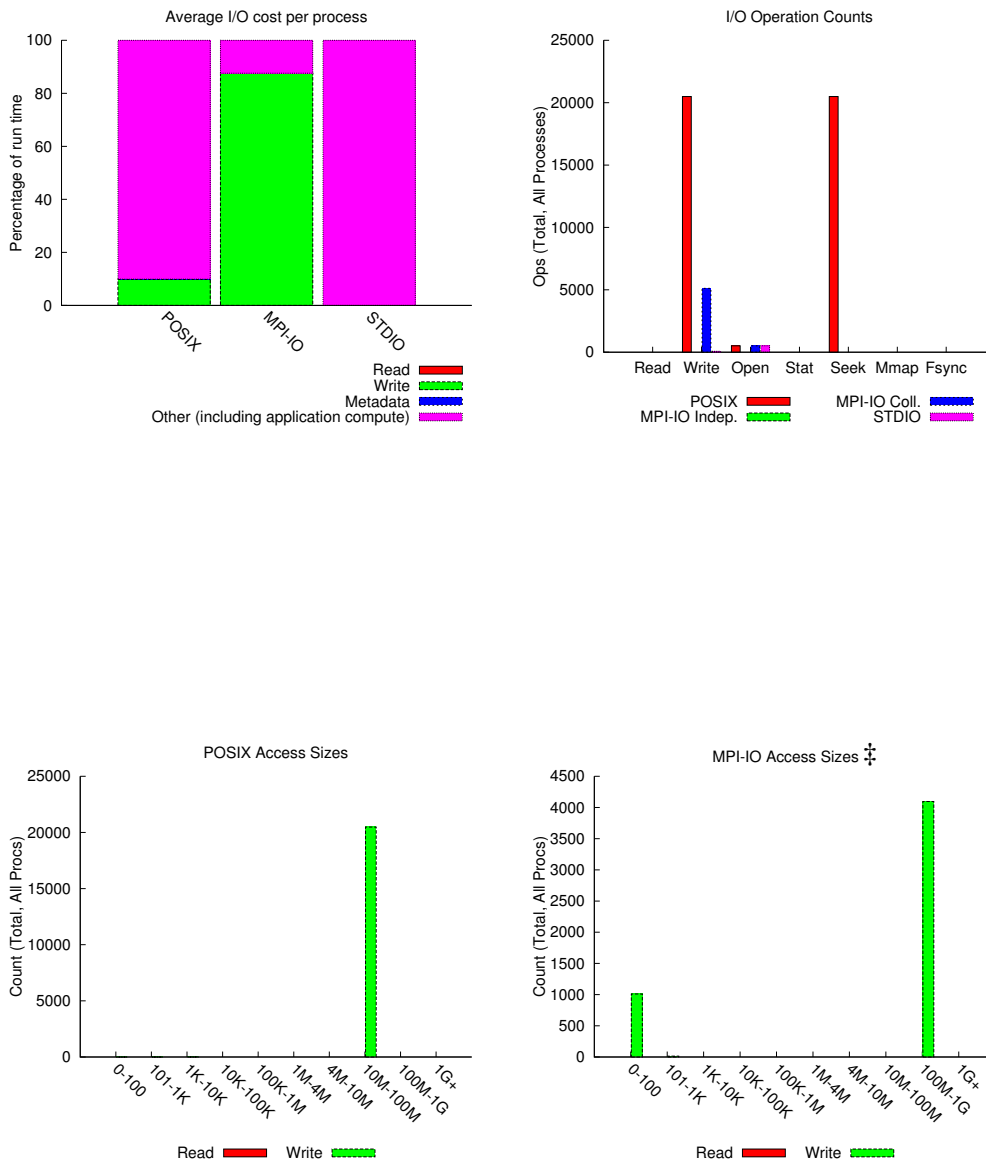 Average I/O cost per process
100
80
60
40
20
0
Percentage of run time
POSIX
MPI-IO
STDIO
Read
Write
Metadata
Other (including application compute)
I/O Operation Counts
25000
20000
15000
10000
5000
0
Ops (Total, All Processes)
Read Write Open Stat Seek Mmap Fsync
POSIX MPI-IO Coll.
MPI-IO Indep. STDIO
POSIX Access Sizes
25000
20000
15000
10000
5000
0
Count (Total, All Procs)
0-100
101-1K
1K-10K
10K-100K
100K-1M
1M-4M
4M-10M
10M-100M
100M-1G
1G+
Read Write
MPI-IO Access Sizes ‡
4500
4000
3500
3000
2500
2000
1500
1000
500
0
Count (Total, All Procs)
0-100
101-1K
1K-10K
10K-100K
100K-1M
1M-4M
4M-10M
10M-100M
100M-1G
1G+
Read Write